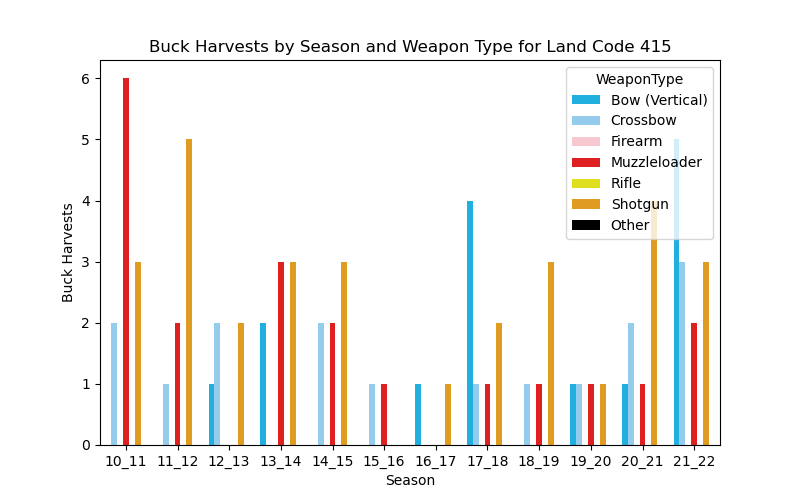 Buck Harvests by Season and Weapon Type for Land Code 415
WeaponType
Bow (Vertical)
Crossbow
Firearm
Muzzleloader
Rifle
Shotgun
Other
Buck Harvests
6
5
4
3
2
1
0
10_11 11_12 12_13 13_14 14_15 15_16 16_17 17_18 18_19 19_20 20_21 21_22
Season